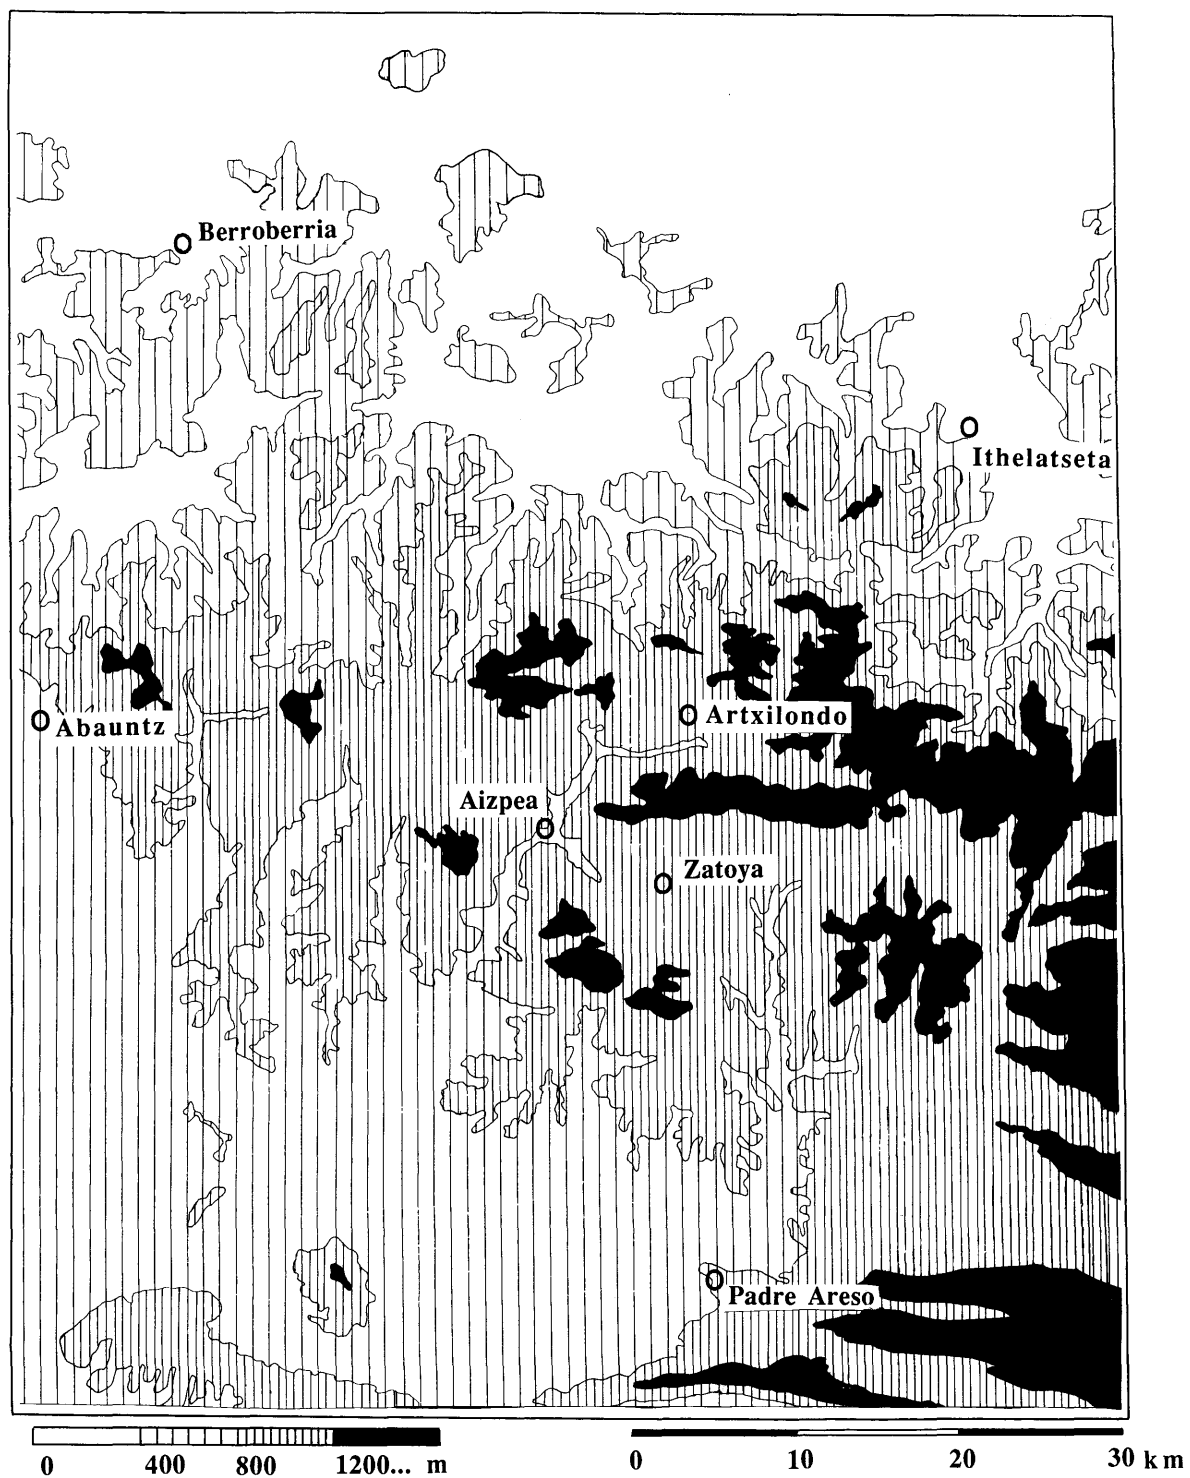 Berroberria
Ithelatseta
Abauntz
Artxilondo
Aizpea
Zatoya
Padre Areso
0 400 800 1200... m
0 10 20 30 km